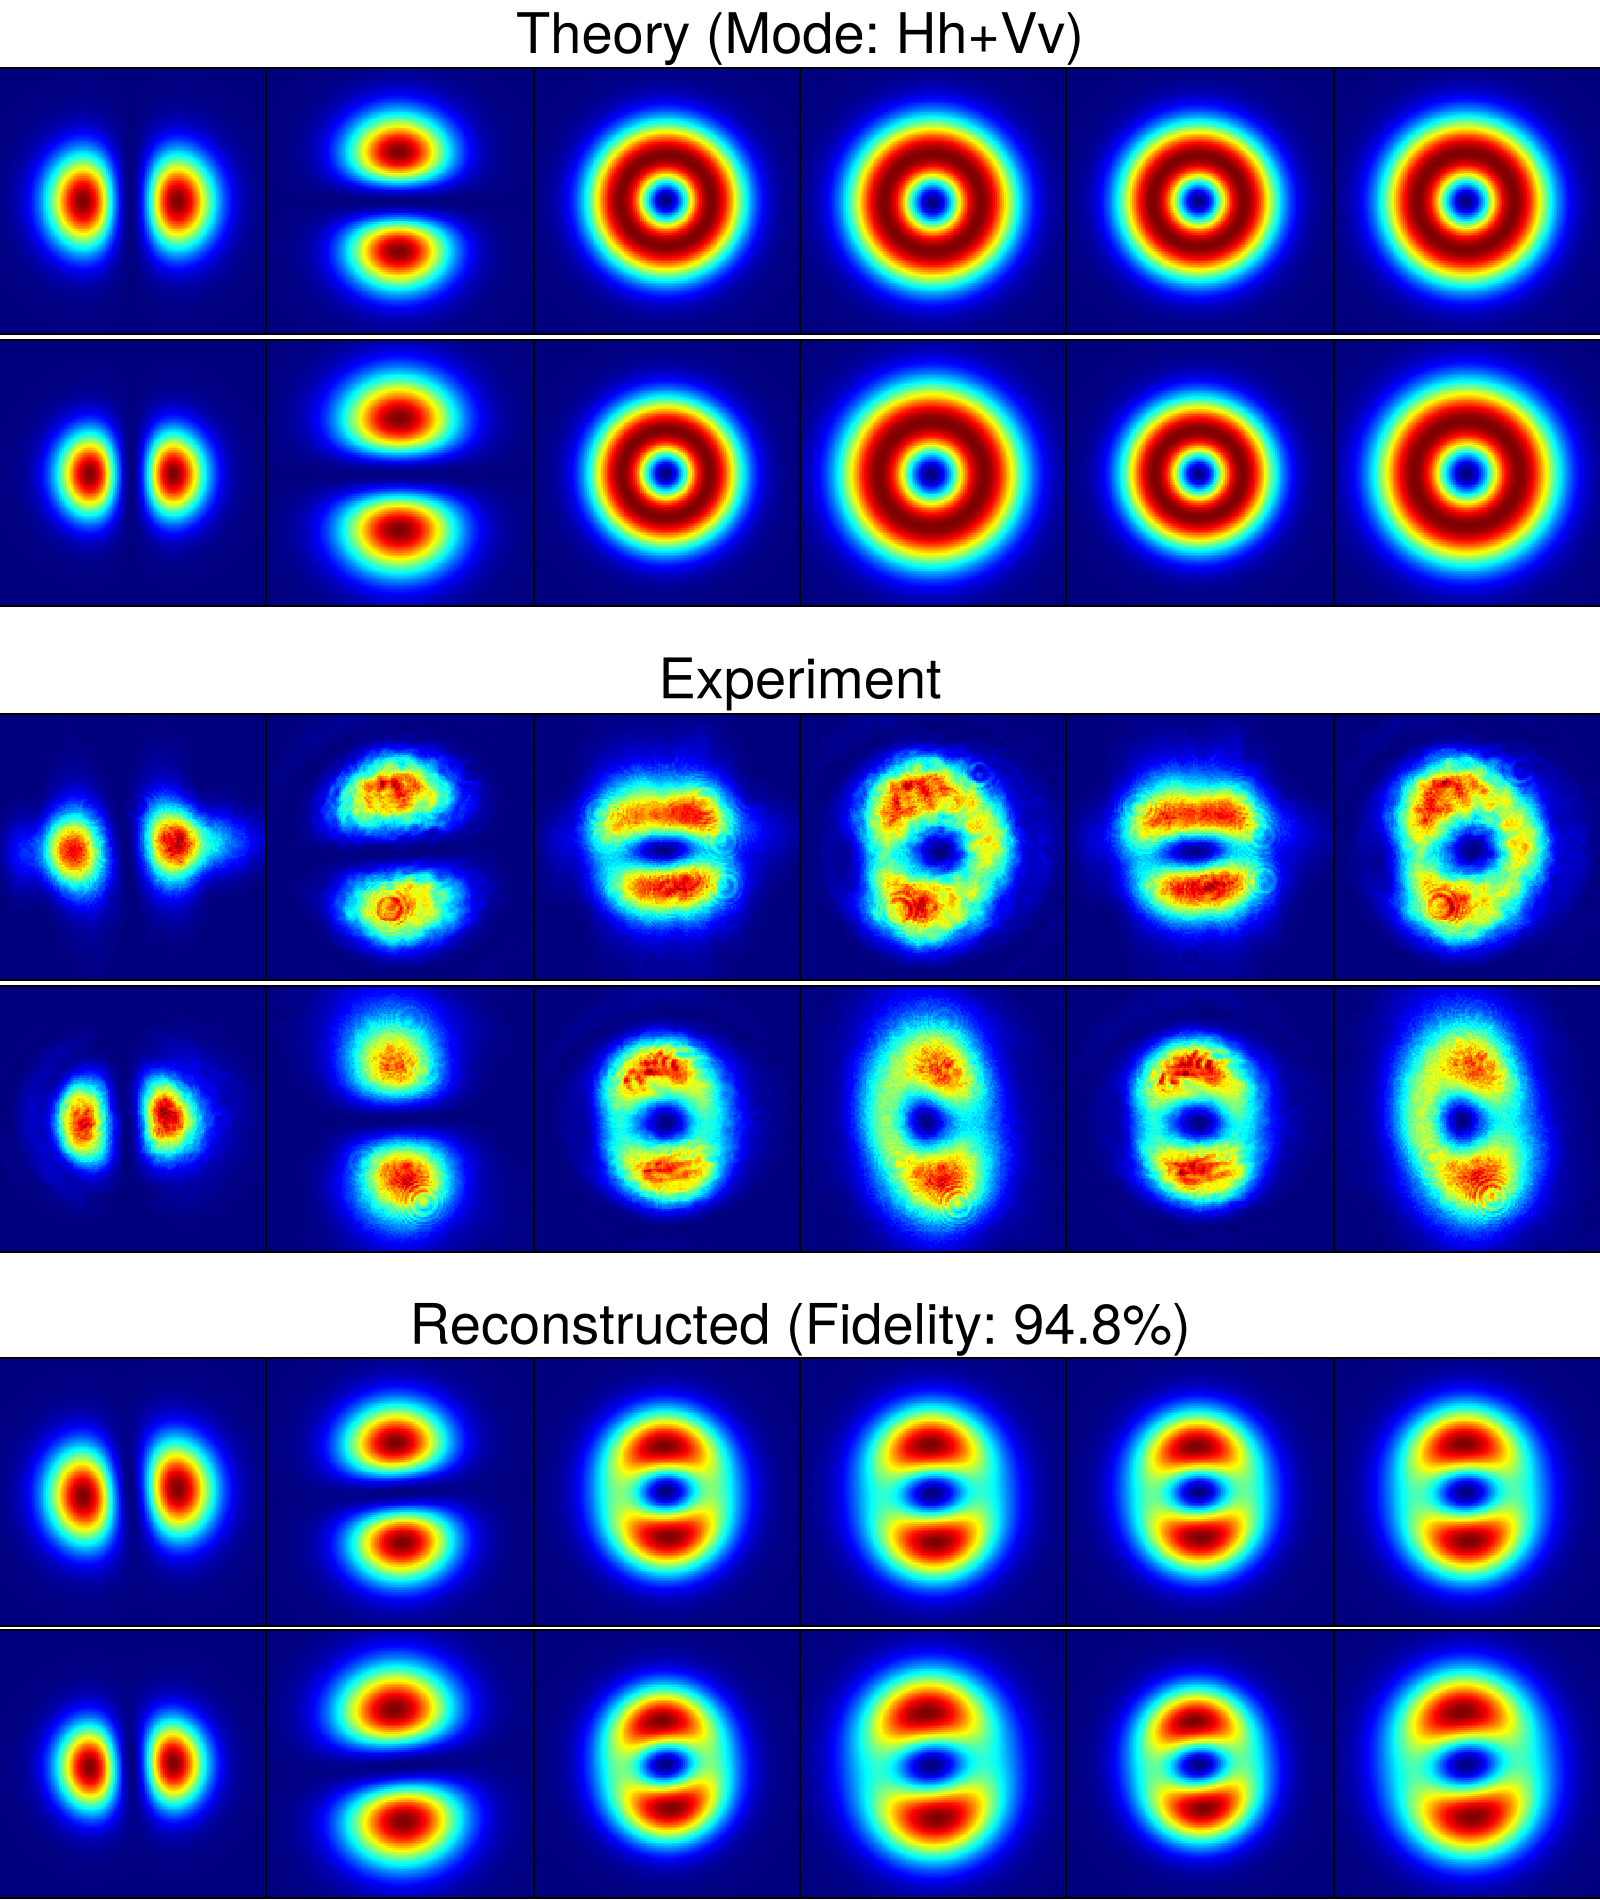 Theory (Mode: Hh+Vv)
Experiment
Reconstructed (Fidelity: 94.8%)